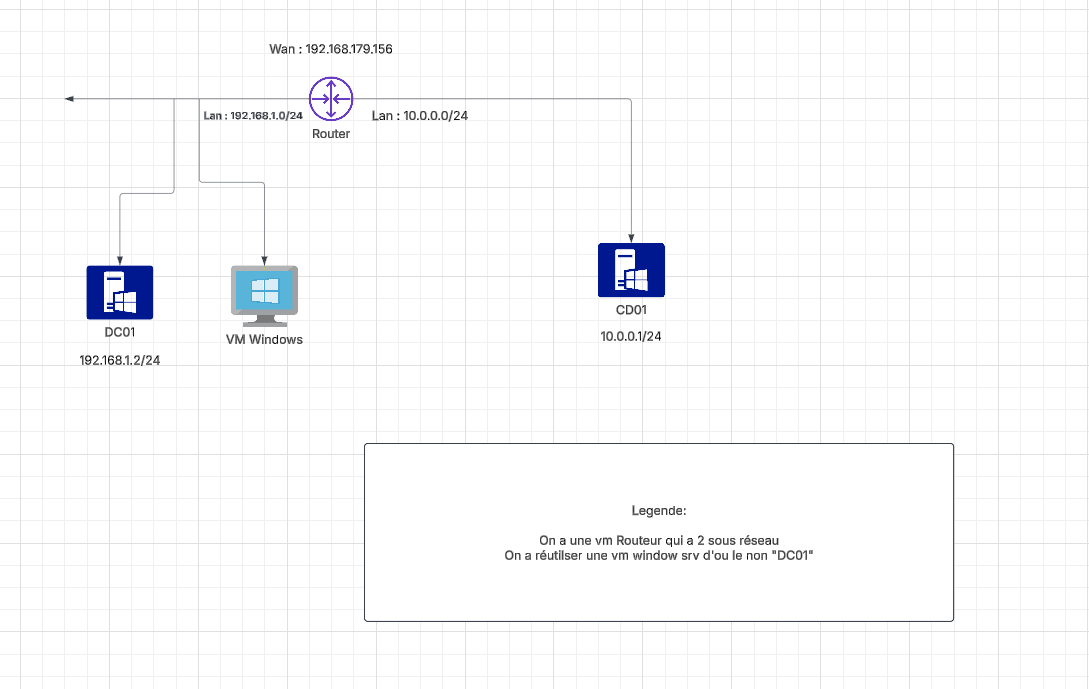 Wan : 192.168.179.156
Lan : 192.168.1.0/24
Lan : 10.0.0.0/24
Router
DC01
192.168.1.2/24
VM Windows
CD01
10.0.0.1/24
Legende:
On a une vm Routeur qui a 2 sous réseau
On a réutilser une vm window srv d'ou le non "DC01"